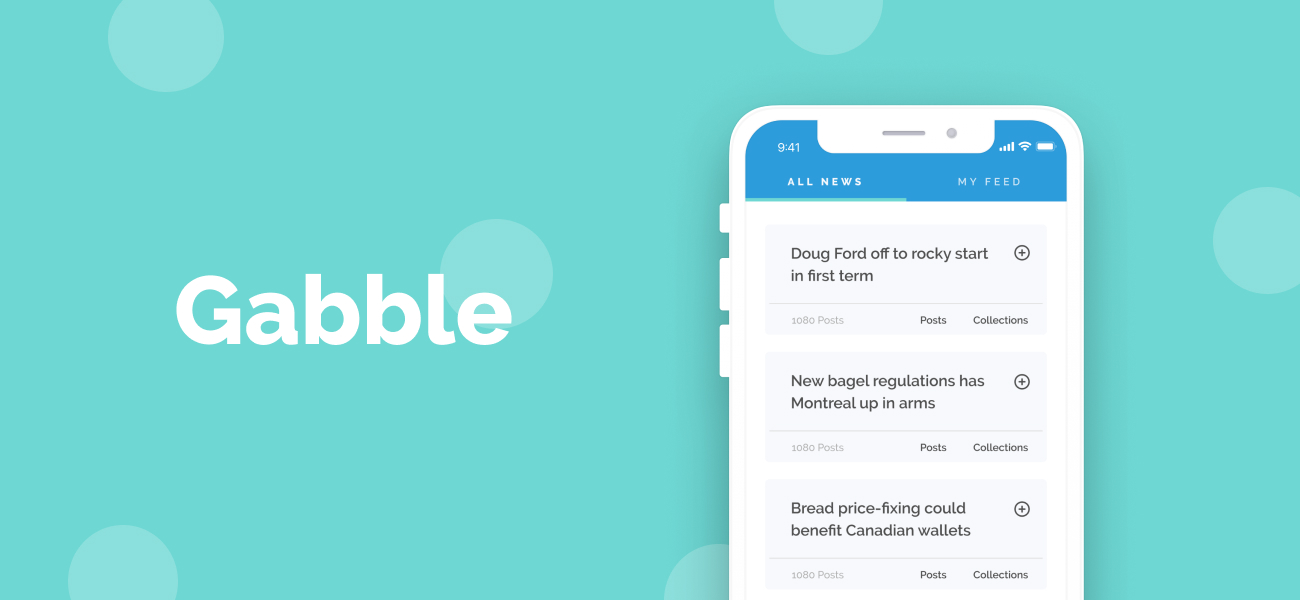 Gabble
9:41
ALL NEWS MY FEED
Doug Ford off to rocky start
in first term
1080 Posts Posts Collections
New bagel regulations has
Montreal up in arms
1080 Posts Posts Collections
Bread price-fixing could
benefit Canadian wallets
1080 Posts Posts Collections